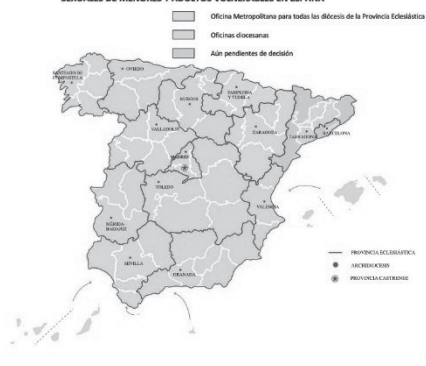 SEXUALES DE MENORES Y ADULTOS VULNERABLES EN ESPAÑA
Oficina Metropolitana para todas las diócesis de la Provincia Eclesiástica
Oficinas diocesanas
Aún pendientes de decisión
OVIEDO
SANTIAGO DE
COMPOSTELA
PAMPLONA
Y TUDELA
BURGOS
VALLADOLID
ZARAGOZA
TARRAGONA
BARCELONA
MADRID
TOLEDO
VALENCIA
MÉRIDA-
BADAJOZ
SEVILLA
GRANADA
PROVINCIA ECLESIÁSTICA
ARCHIDIOCESIS
PROVINCIA CASTRENSE